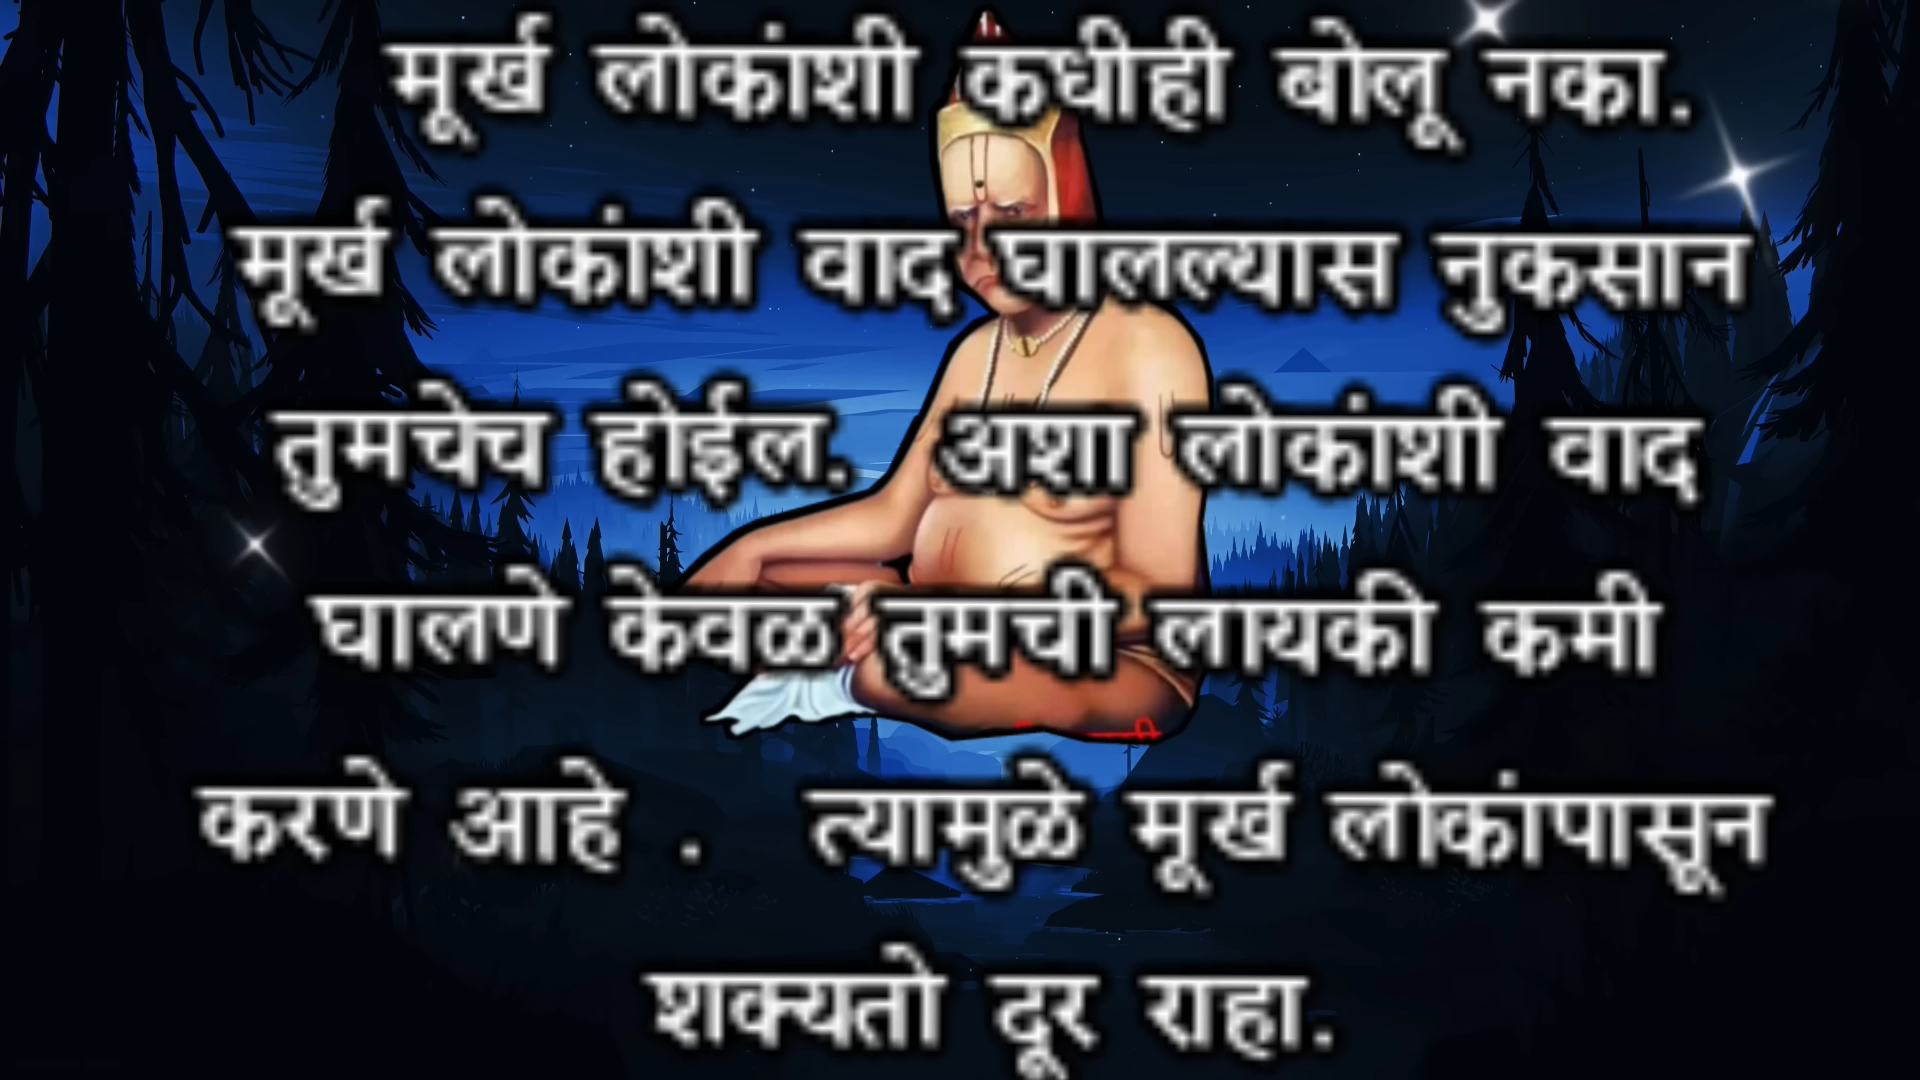 मूर्ख लोकांशी कधीही बोलू नका.
मूर्ख लोकांशी वाद घालल्यास नुकसान
तुमचेच होईल. अशा लोकांशी वाद
घालणे केवळ तुमची लायकी कमी
करणे आहे . त्यामुळे मूर्ख लोकांपासून
शक्यतो दूर राहा.